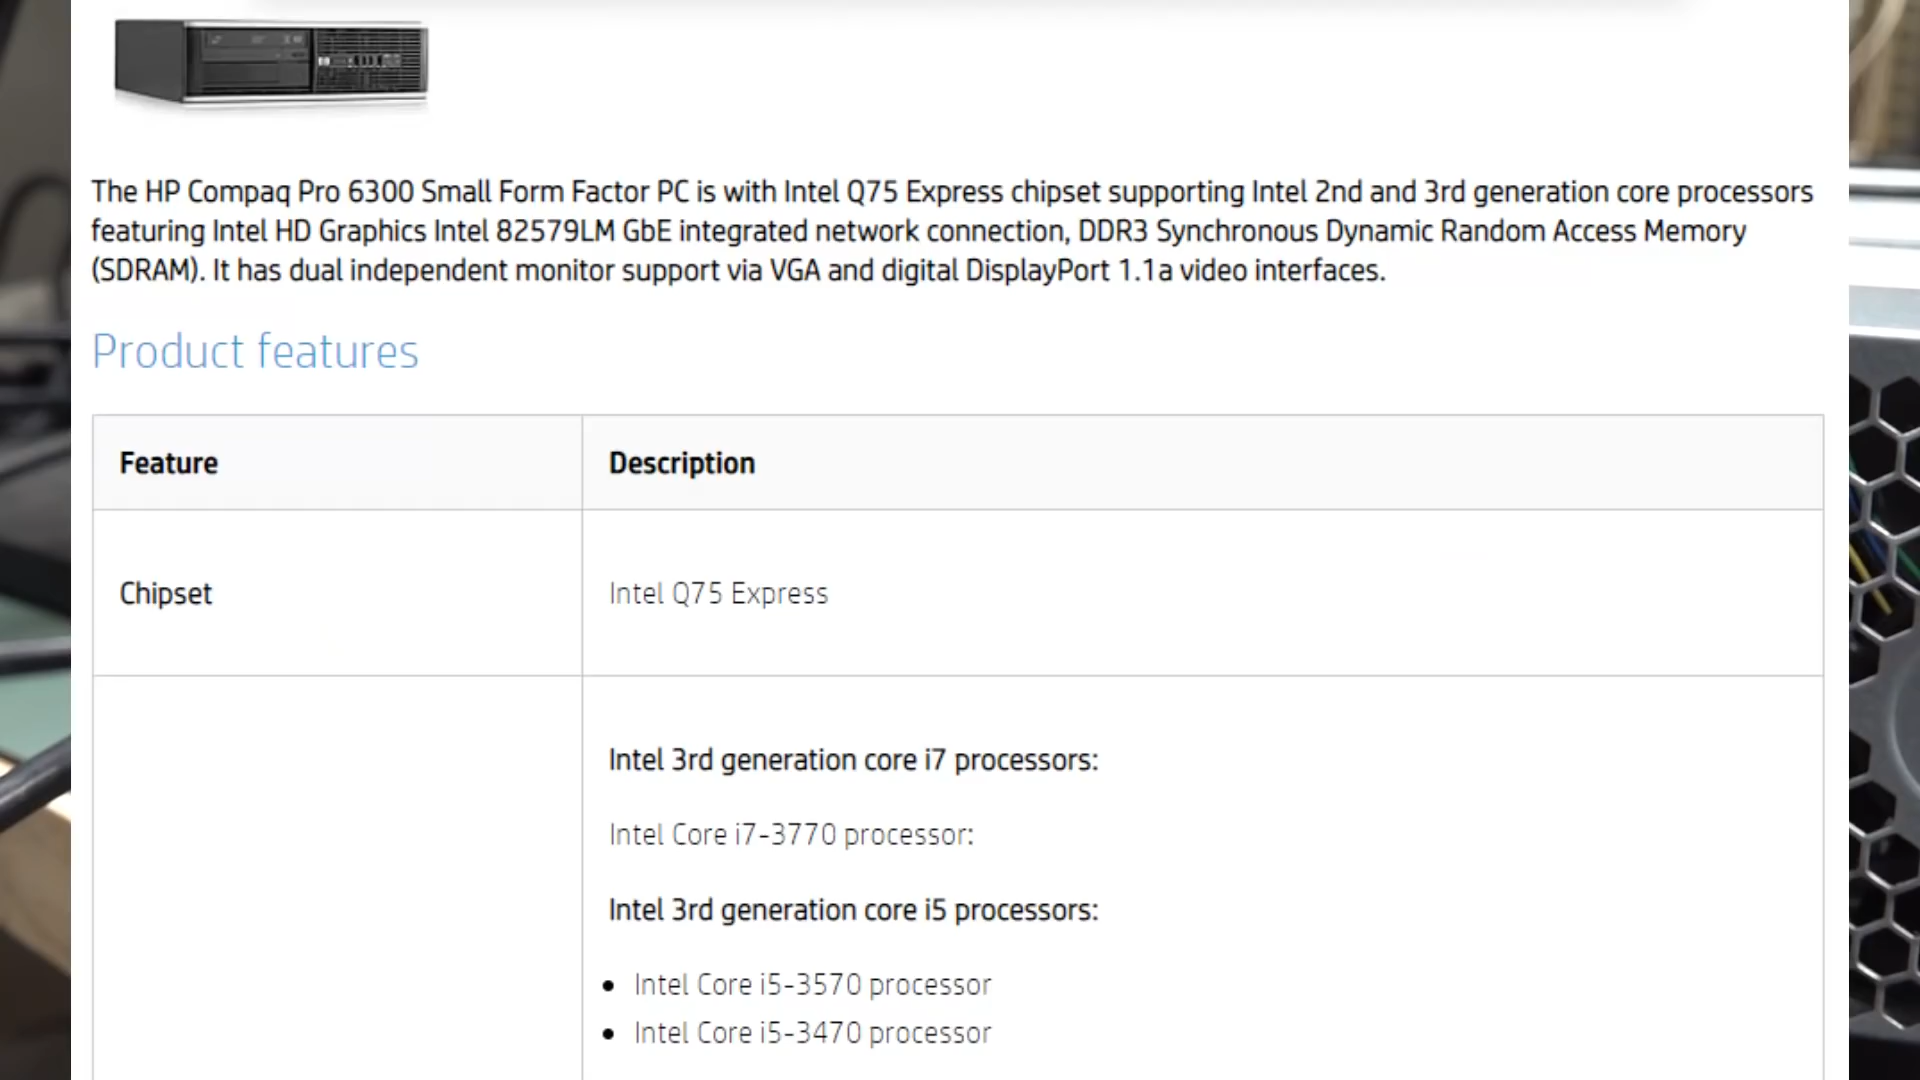 The HP Compaq Pro 6300 Small Form Factor PC is with Intel Q75 Express chipset supporting Intel 2nd and 3rd generation core processors
featuring Intel HD Graphics Intel 82579LM GbE integrated network connection, DDR3 Synchronous Dynamic Random Access Memory
(SDRAM). It has dual independent monitor support via VGA and digital DisplayPort 1.1a video interfaces.
Product features
Feature
Description
Chipset
Intel Q75 Express
Intel 3rd generation core i7 processors:
Intel Core i7-3770 processor:
Intel 3rd generation core i5 processors:
• Intel Core i5-3570 processor
• Intel Core i5-3470 processor